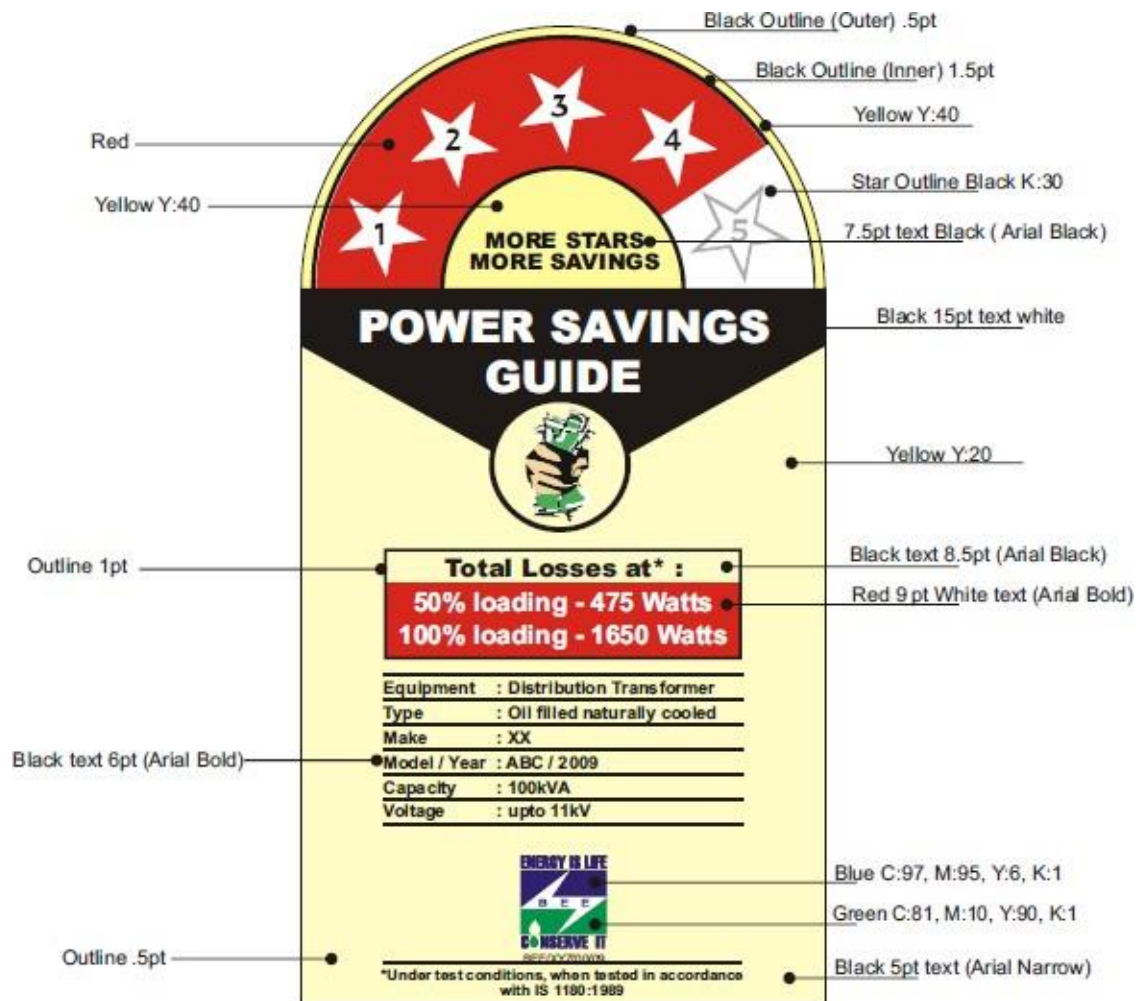 Black Outline (Outer) .5pt
Black Outline (Inner) 1.5pt
Yellow Y:40
Red
Star Outline Black K:30
Yellow Y:40
7.5pt text Black ( Arial Black)
1
2
3
4
5
MORE STARS
MORE SAVINGS
Black 15pt text white
POWER SAVINGS
GUIDE
Yellow Y:20
Outline 1pt
Black text 8.5pt (Arial Black)
Total Losses at* :
Red 9 pt White text (Arial Bold)
50% loading - 475 Watts
100% loading - 1650 Watts
Equipment : Distribution Transformer
Type : Oil filled naturally cooled
Make : XX
Black text 6pt (Arial Bold)
Model / Year : ABC / 2009
Capacity : 100kVA
Voltage : upto 11kV
ENERGY IS LIFE
BEE
CONSERVE IT
Blue C:97, M:95, Y:6, K:1
Green C:81, M:10, Y:90, K:1
Outline .5pt
Black 5pt text (Arial Narrow)
*Under test conditions, when tested in accordance
with IS 1180:1989